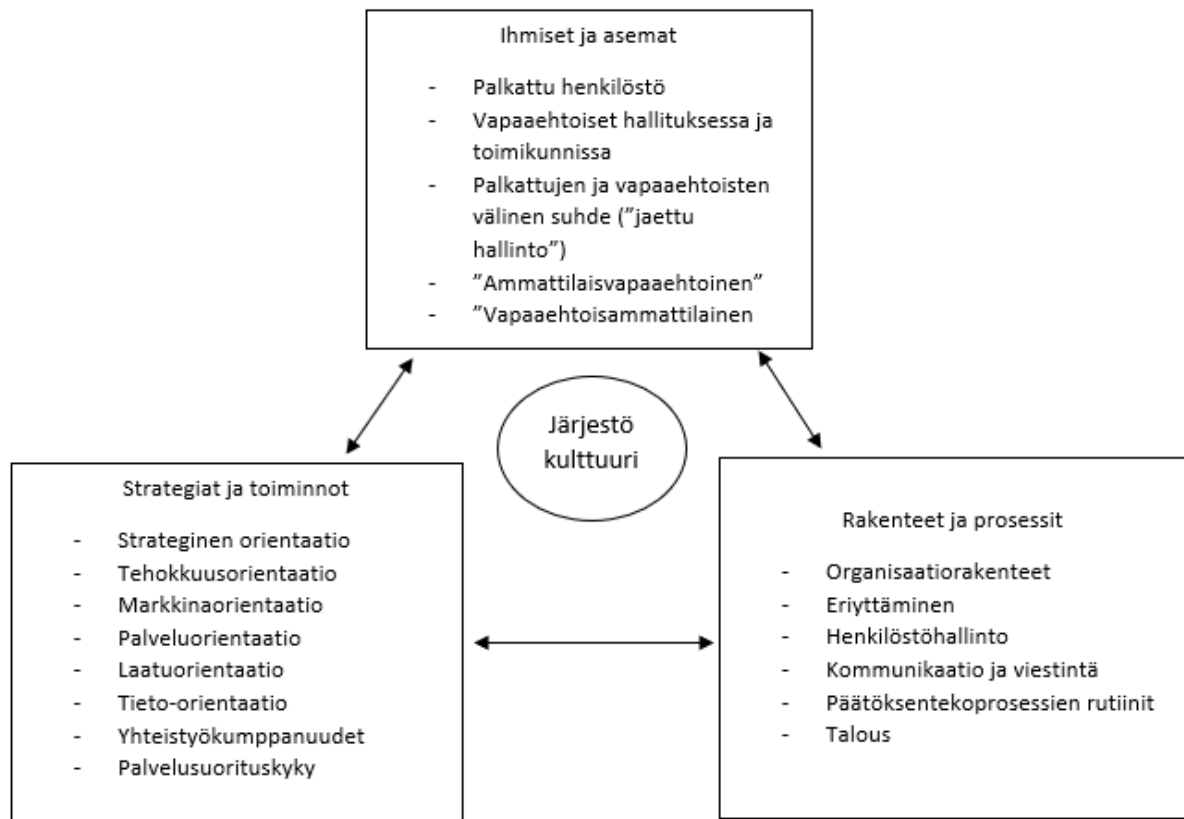 Ihmiset ja asemat
- Palkattu henkilöstö
- Vapaaehtoiset hallituksessa ja
toimikunnissa
- Palkattujen ja vapaaehtoisten
välinen suhde (”jaettu
hallinto”)
- ”Ammattilaisvapaaehtoinen”
- ”Vapaaehtoisammattilainen
Järjestö
kulttuuri
Strategiat ja toiminnot
- Strateginen orientaatio
- Tehokkuusorientaatio
- Markkinaorientaatio
- Palveluorientaatio
- Laatuorientaatio
- Tieto-orientaatio
- Yhteistyökumppanuudet
- Palvelusuorituskyky
Rakenteet ja prosessit
- Organisaatiorakenteet
- Eriyttäminen
- Henkilöstöhallinto
- Kommunikaatio ja viestintä
- Päätöksentekoprosessien rutiinit
- Talous